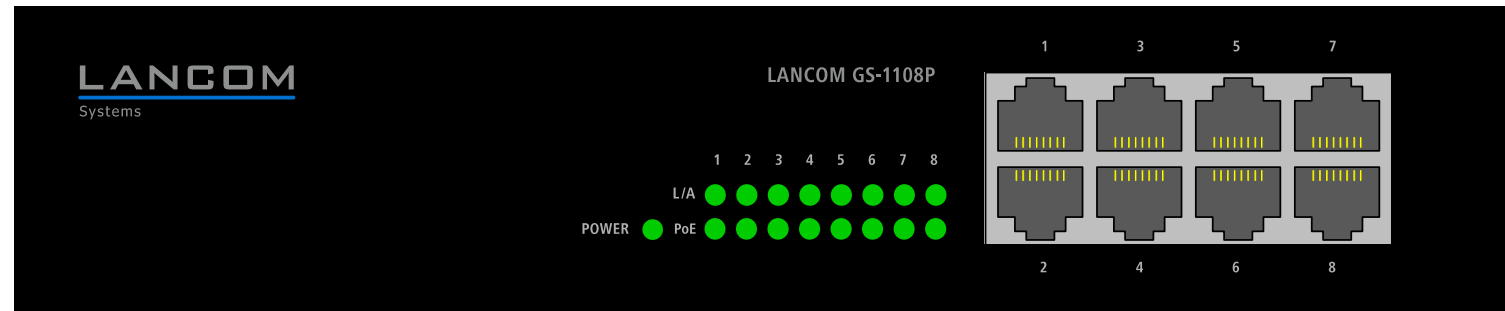 LANCOM
Systems
LANCOM GS-1108P
1 3 5 7
1 2 3 4 5 6 7 8
L/A
POWER PoE
2 4 6 8